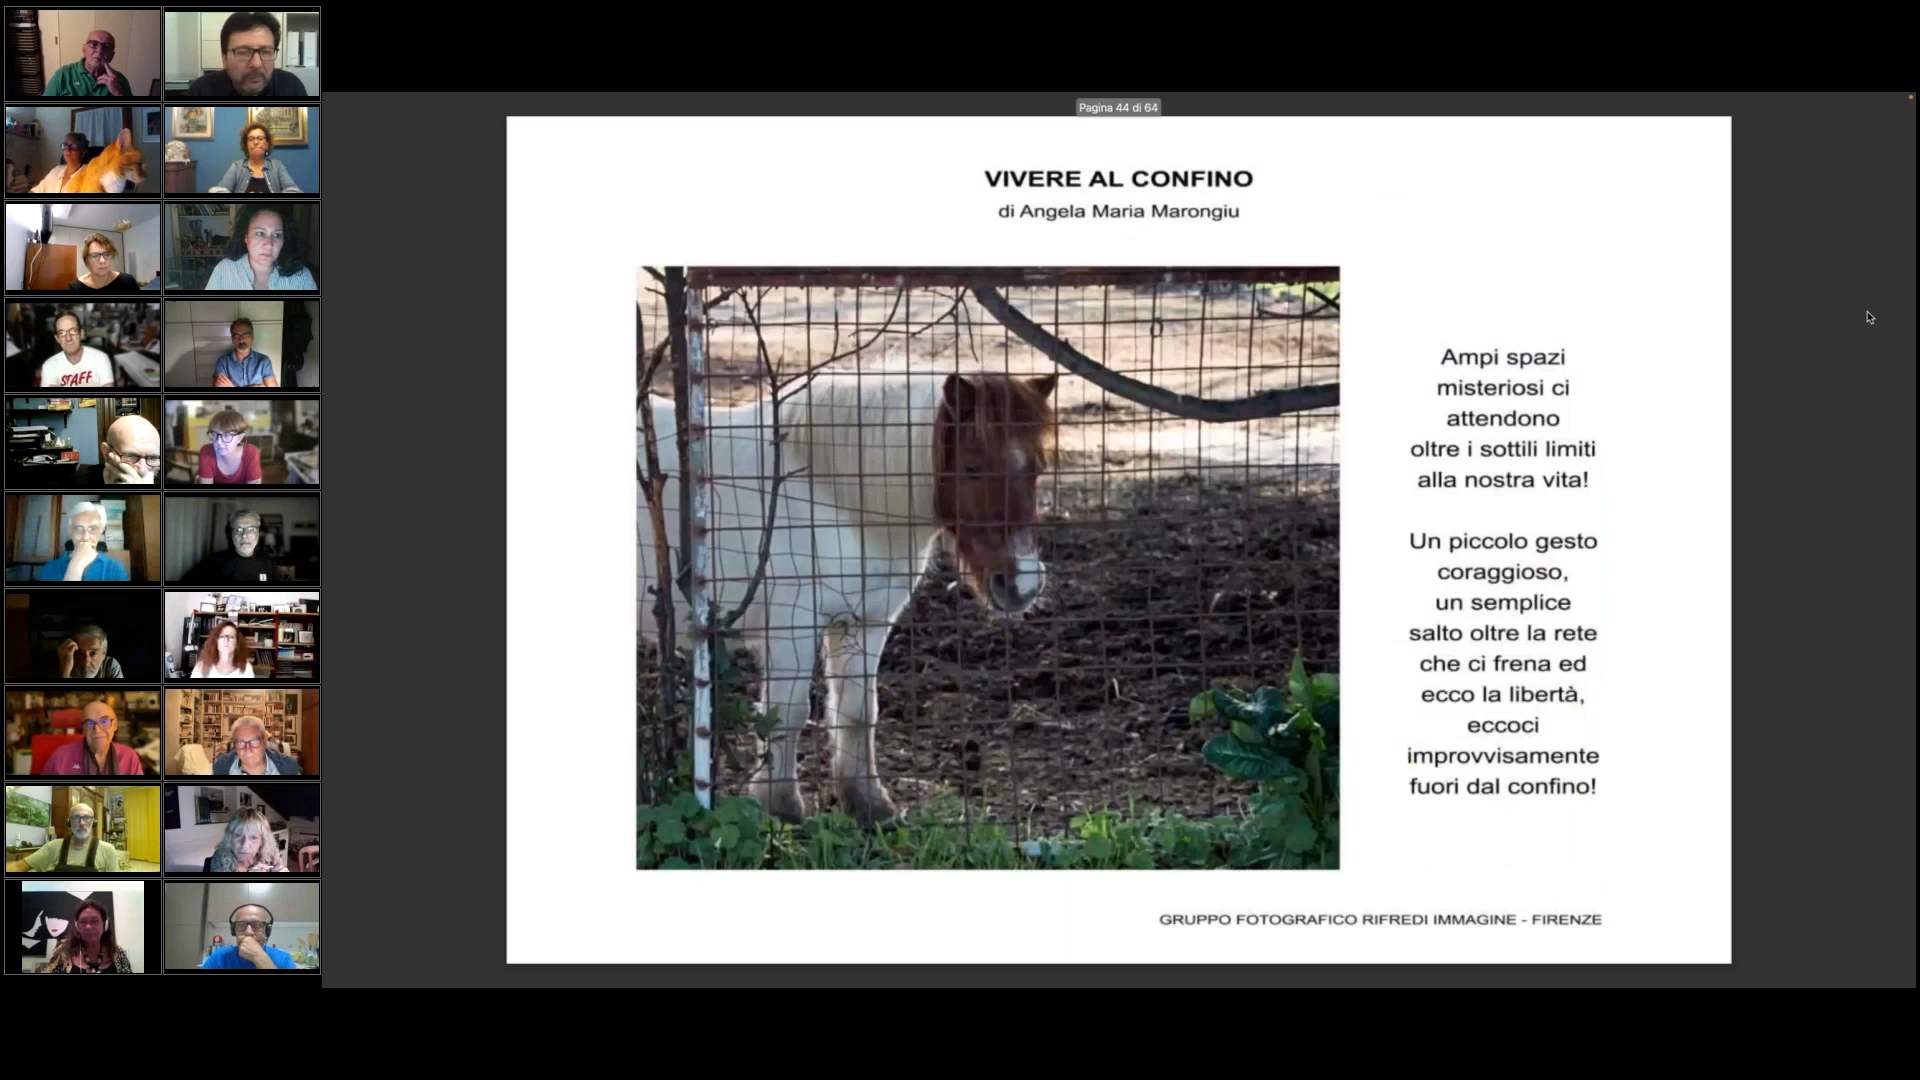 Pagina 44 di 64
VIVERE AL CONFINO
di Angela Maria Marongiu
Ampi spazi
misteriosi ci
attendono
oltre i sottili limiti
alla nostra vita!
Un piccolo gesto
coraggioso,
un semplice
salto oltre la rete
che ci frena ed
ecco la libertà,
eccoci
improvvisamente
fuori dal confino!
GRUPPO FOTOGRAFICO RIFREDI IMMAGINE - FIRENZE
STAFF